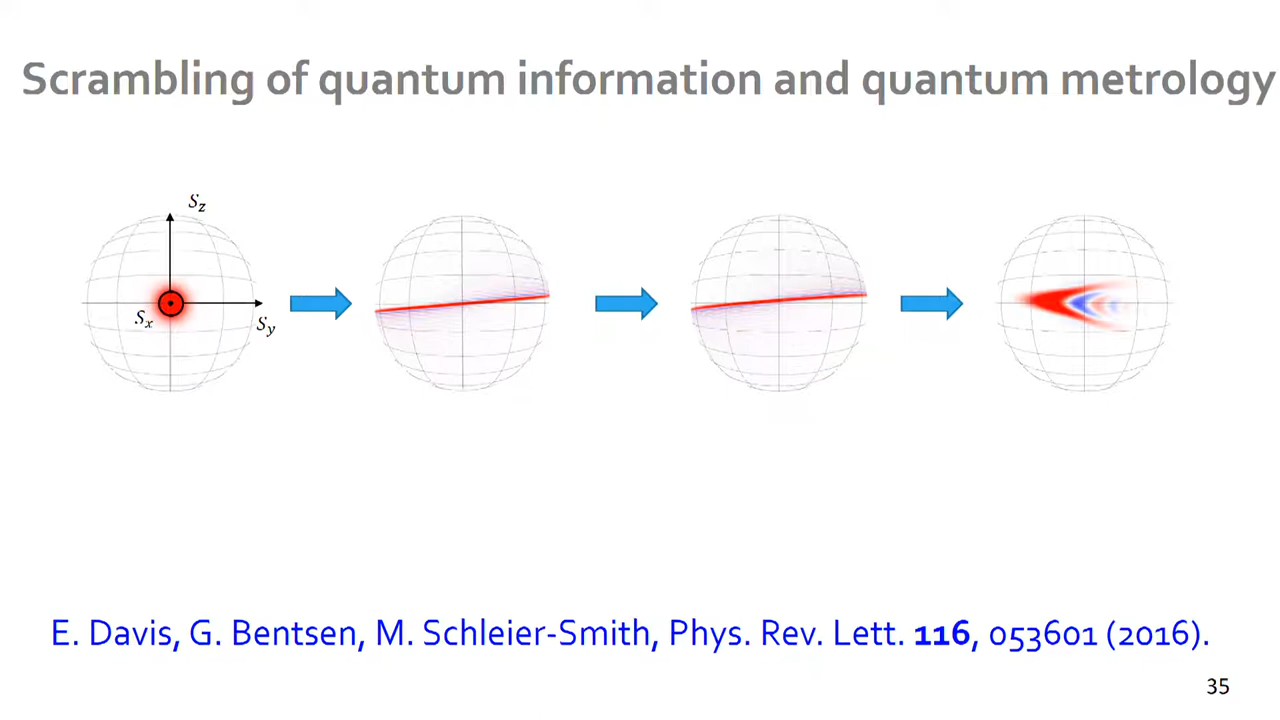 Scrambling of quantum information and quantum metrology
S_z
S_x
S_y
E. Davis, G. Bentsen, M. Schleier-Smith, Phys. Rev. Lett. 116, 053601 (2016).
35